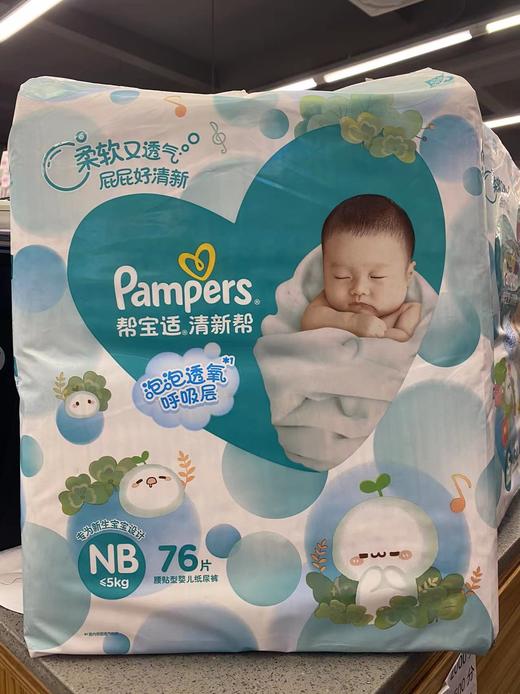 柔软又透气
屁屁好清新
Pampers®
帮宝适®清新帮
泡泡透氧*1
呼吸层
专为新生宝宝设计
NB
≤5kg
76片
腰贴型婴儿纸尿裤